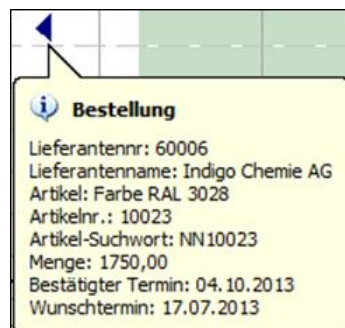 Bestellung
Lieferantennr: 60006
Lieferantenname: Indigo Chemie AG
Artikel: Farbe RAL 3028
Artikelnr.: 10023
Artikel-Suchwort: NN10023
Menge: 1750,00
Bestätigter Termin: 04.10.2013
Wunschtermin: 17.07.2013